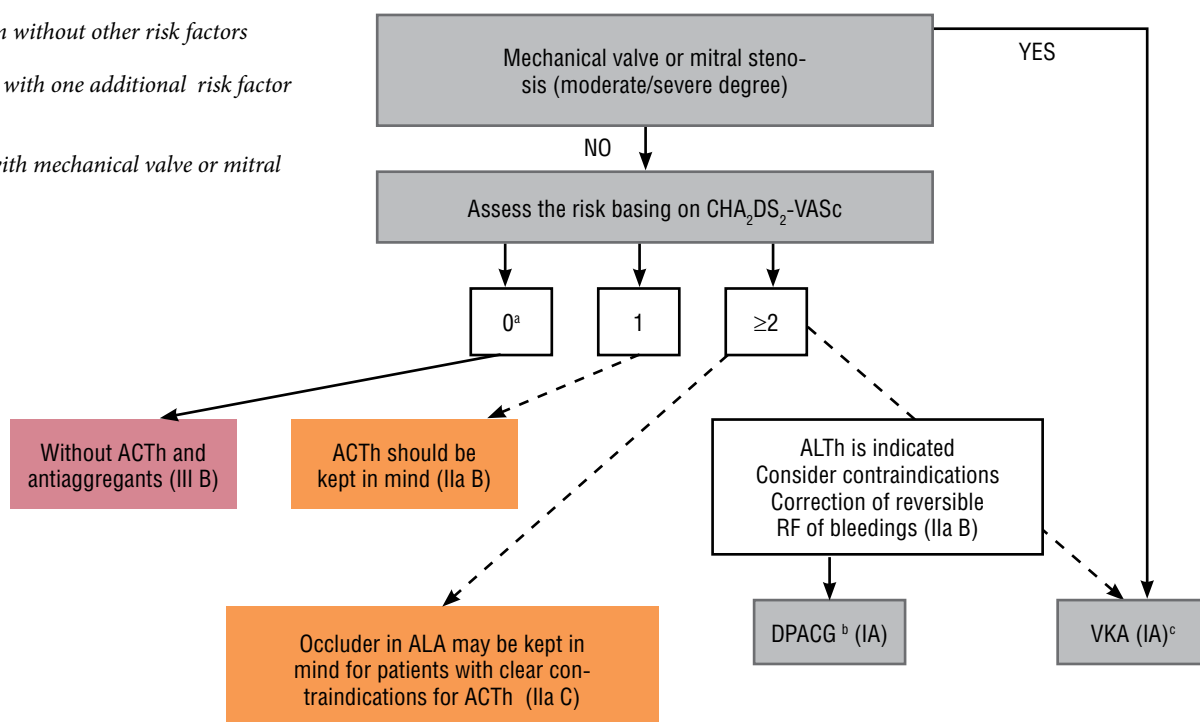 n without other risk factors
with one additional risk factor
with mechanical valve or mitral
Mechanical valve or mitral steno-
sis (moderate/severe degree)
YES
NO
Assess the risk basing on CHA₂DS₂-VASc
0ᵃ
1
≥2
Without ACTh and
antiaggregants (III B)
ACTh should be
kept in mind (IIa B)
ALTh is indicated
Consider contraindications
Correction of reversible
RF of bleedings (IIa B)
Occluder in ALA may be kept in
mind for patients with clear con-
traindications for ACTh (IIa C)
DPACG ᵇ (IA)
VKA (IA)ᶜ